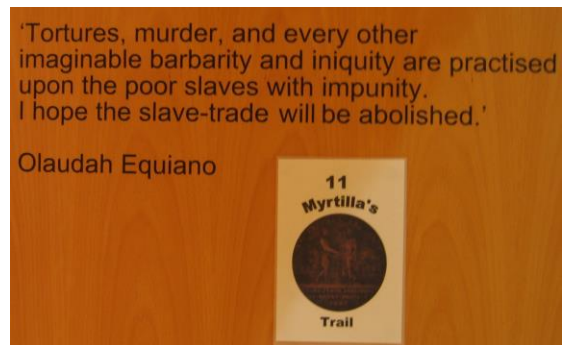 'Tortures, murder, and every other
imaginable barbarity and iniquity are practised
upon the poor slaves with impunity.
I hope the slave-trade will be abolished.'
Olaudah Equiano
11
Myrtilla's
Trail